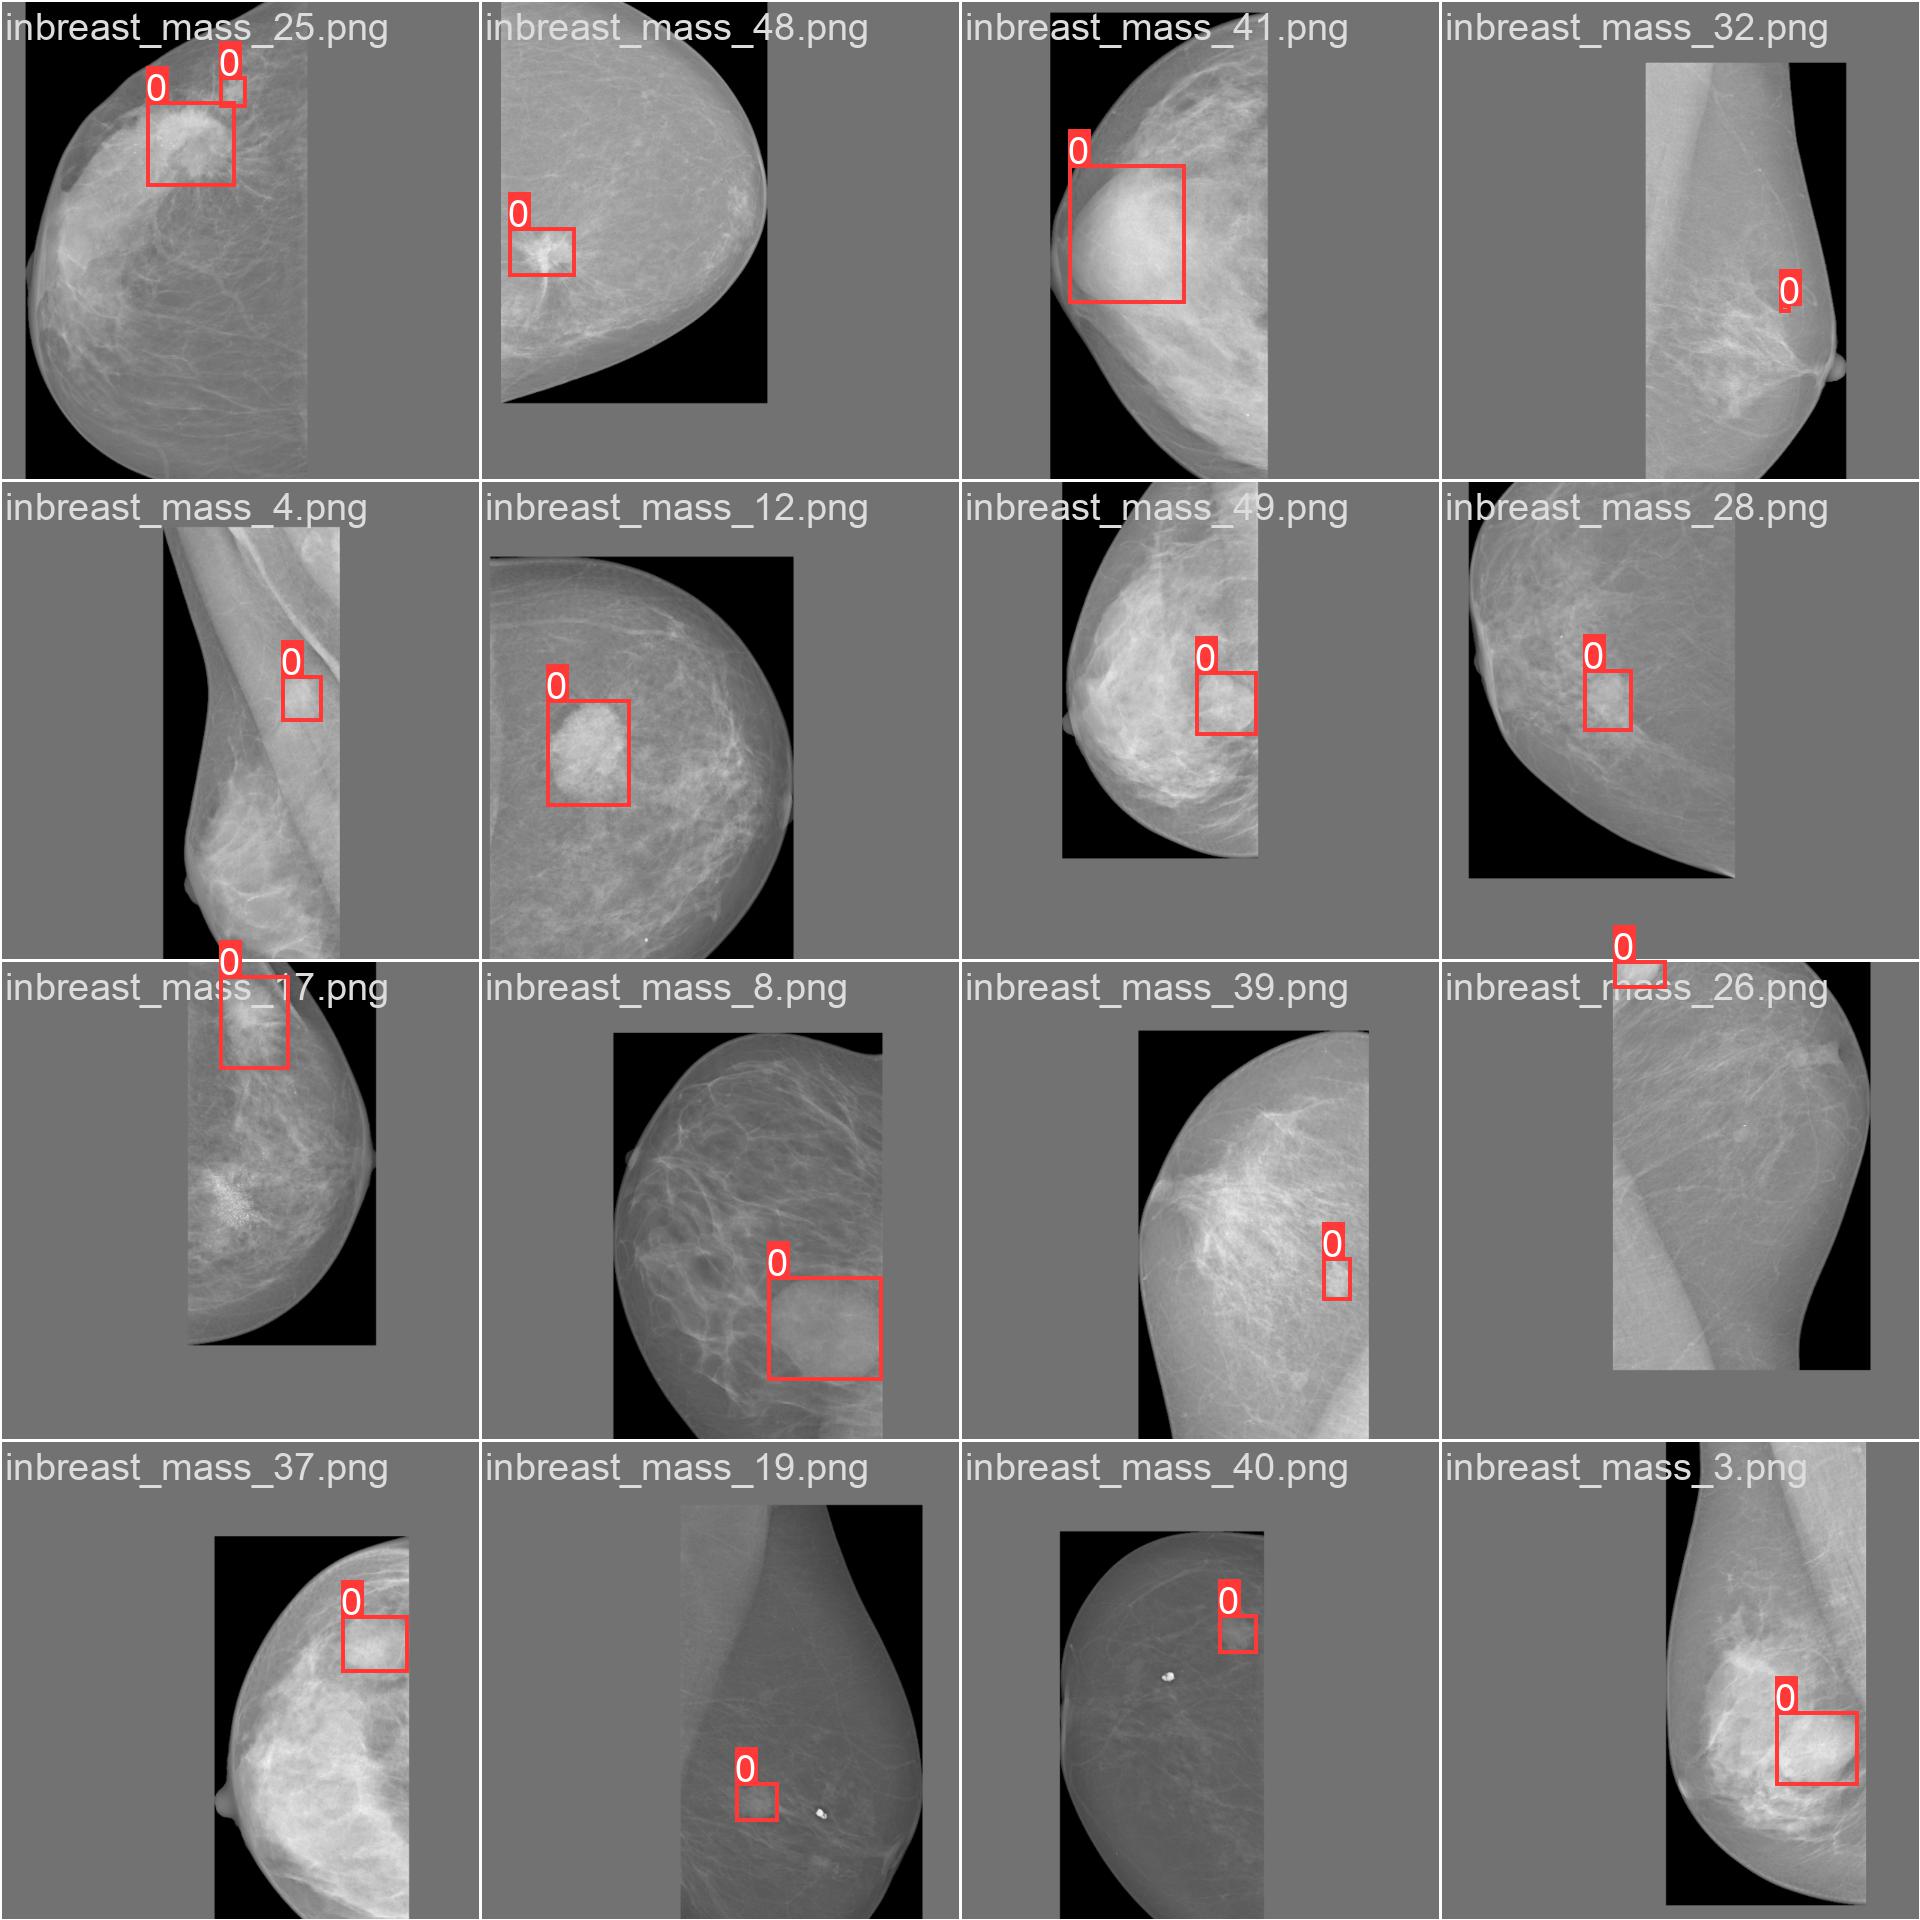 inbreast_mass_25.png
0
0
inbreast_mass_48.png
0
inbreast_mass_41.png
0
inbreast_mass_32.png
0
inbreast_mass_4.png
0
inbreast_mass_12.png
0
inbreast_mass_49.png
0
inbreast_mass_28.png
0
inbreast_mass_17.png
0
inbreast_mass_8.png
0
inbreast_mass_39.png
0
inbreast_mass_26.png
0
inbreast_mass_37.png
0
inbreast_mass_19.png
0
inbreast_mass_40.png
0
inbreast_mass_3.png
0